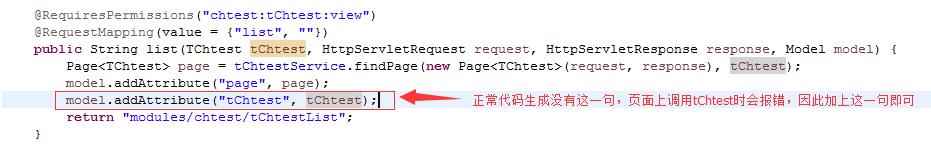 @RequiresPermissions("chtest:tChtest:view")
@RequestMapping(value = {"list", ""})
public String list(TChtest tChtest, HttpServletRequest request, HttpServletResponse response, Model model) {
Page<TChtest> page = tChtestService.findPage(new Page<TChtest>(request, response), tChtest);
model.addAttribute("page", page);
model.addAttribute("tChtest", tChtest); 正常代码生成没有这一句，页面上调用tChtest时会报错，因此加上这一句即可
return "modules/chtest/tChtestList";
}